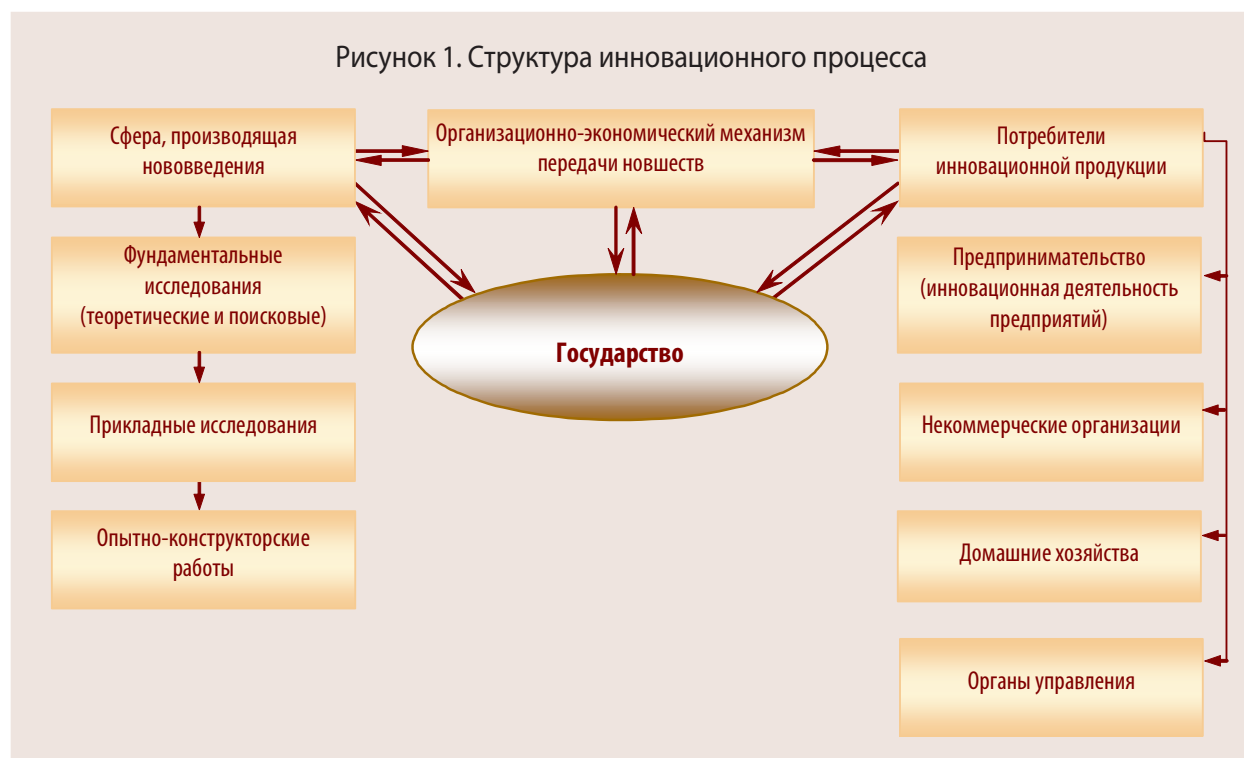 Рисунок 1. Структура инновационного процесса
Сфера, производящая
нововведения
Организационно-экономический механизм
передачи новшеств
Потребители
инновационной продукции
Фундаментальные
исследования
(теоретические и поисковые)
Прикладные исследования
Опытно-конструкторские
работы
Государство
Предпринимательство
(инновационная деятельность
предприятий)
Некоммерческие организации
Домашние хозяйства
Органы управления